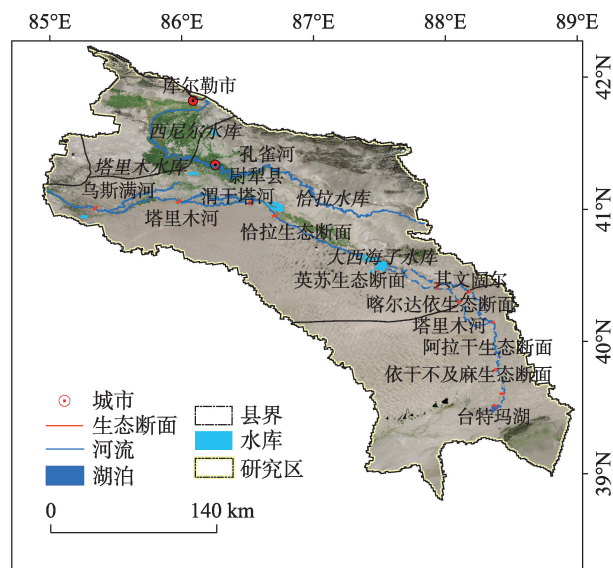 85°E 86°E 87°E 88°E 89°E
42°N
库尔勒市
西尼尔水库
孔雀河
塔里木水库
尉犁县
乌斯满河
渭干塔河
恰拉水库
41°N
塔里木河
恰拉生态断面
大西海子水库
英苏生态断面
其文阔尔
喀尔达依生态断面
塔里木河
40°N
阿拉干生态断面
依干不及麻生态断面
台特玛湖
39°N
城市
生态断面
河流
湖泊
县界
水库
研究区
0 140 km